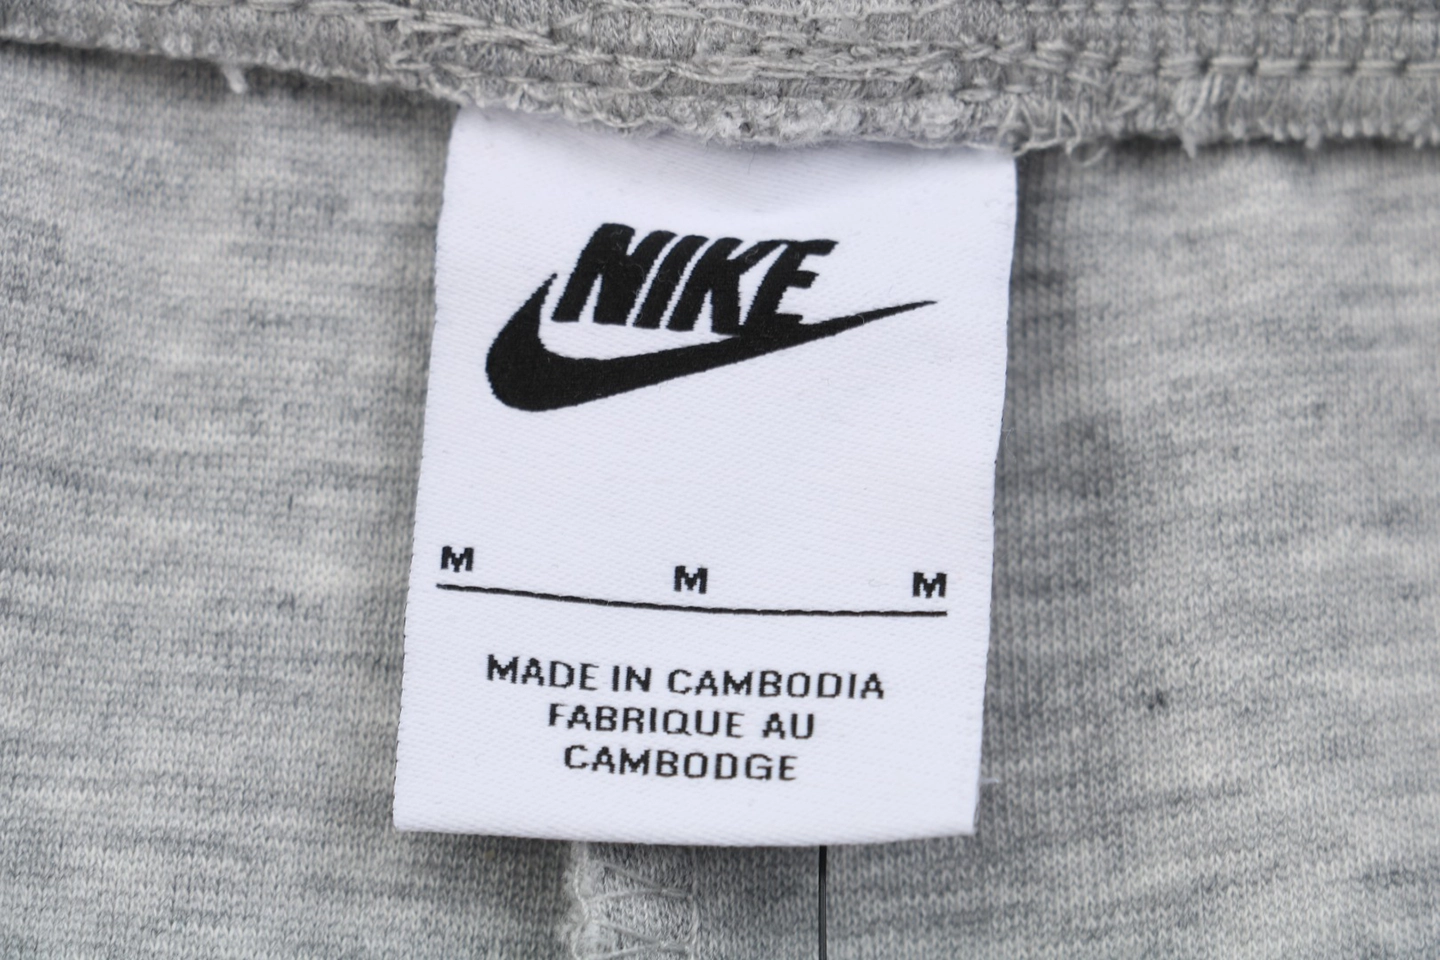 NIKE
M M M
MADE IN CAMBODIA
FABRIQUE AU
CAMBODGE